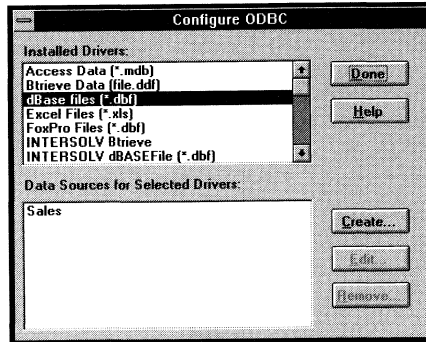 Configure ODBC
Installed Drivers:
Access Data (*.mdb)
Btrieve Data (file.ddf)
dBase files (*.dbf)
Excel Files (*.xls)
FoxPro Files (*.dbf)
INTERSOLV Btrieve
INTERSOLV dBASEFile (*.dbf)
Done
Help
Data Sources for Selected Drivers:
Sales
Create...
Edit...
Remove...